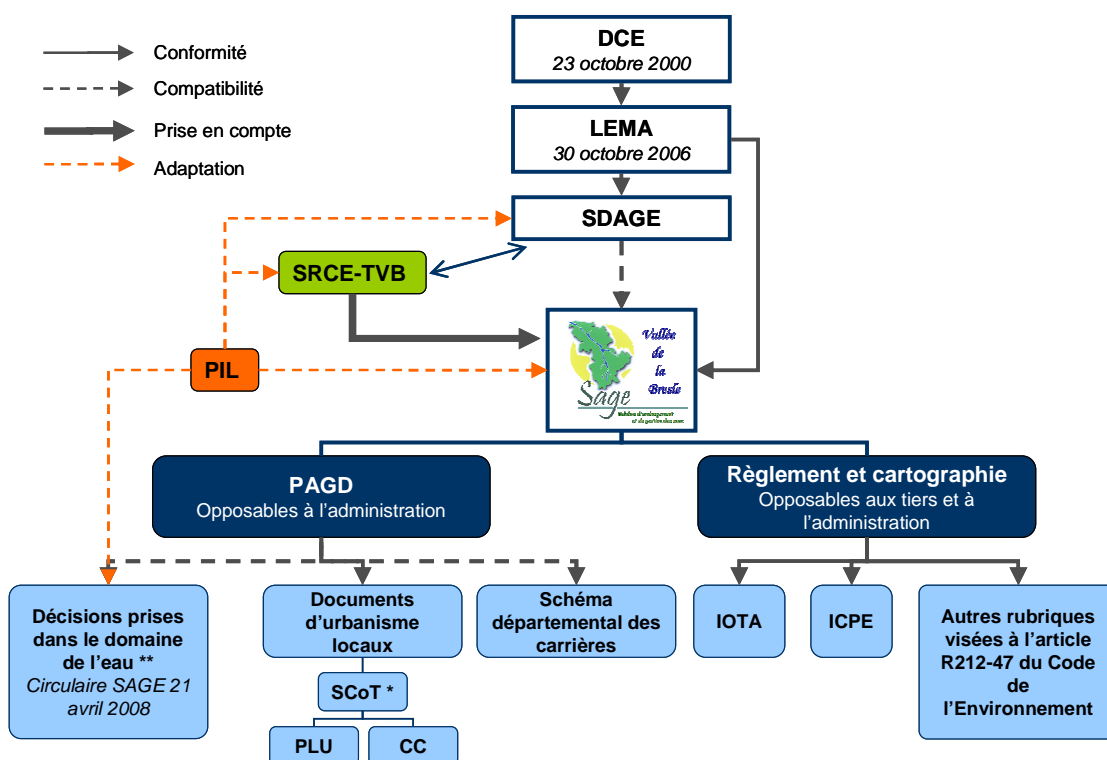 Conformité
Compatibilité
Prise en compte
Adaptation
DCE
23 octobre 2000
LEMA
30 octobre 2006
SDAGE
SRCE-TVB
PIL
Vallée
de
la
Bresle
Sage
PAGD
Opposables à l’administration
Règlement et cartographie
Opposables aux tiers et à
l’administration
Décisions prises
dans le domaine
de l’eau **
Circulaire SAGE 21
avril 2008
Documents
d’urbanisme
locaux
SCoT *
PLU
CC
Schéma
départemental des
carrières
IOTA
ICPE
Autres rubriques
visées à l’article
R212-47 du Code
de
l’Environnement